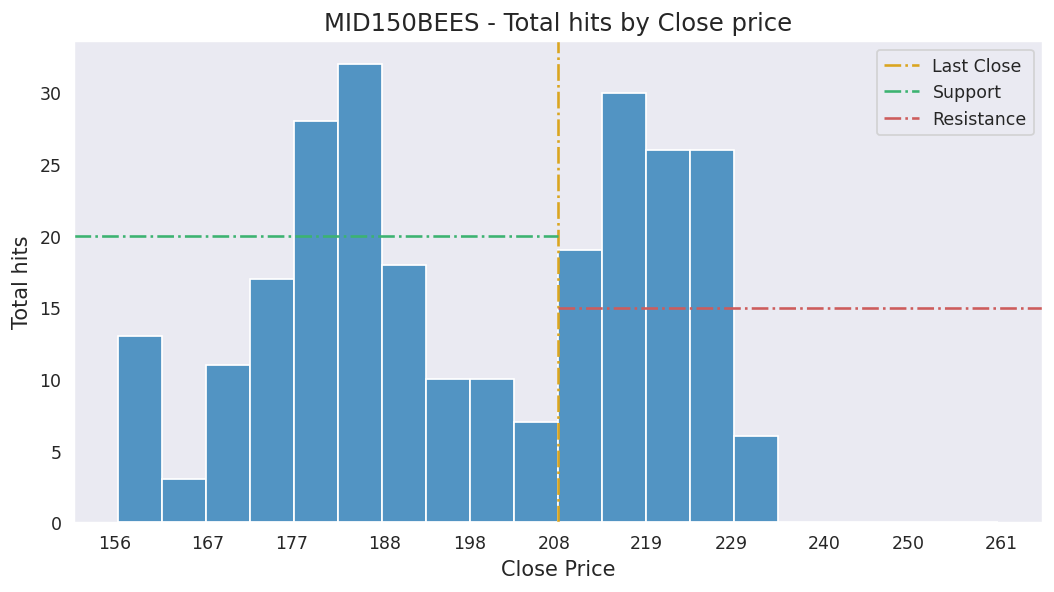 MID150BEES - Total hits by Close price
Last Close
Support
Resistance
Total hits
30
25
20
15
10
5
0
156 167 177 188 198 208 219 229 240 250 261
Close Price